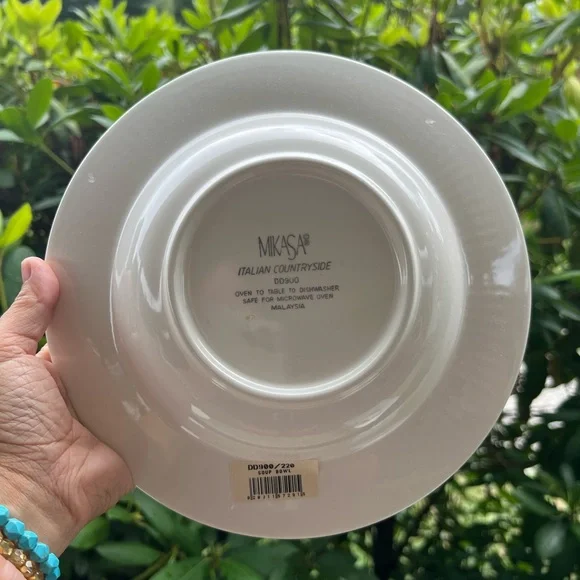 MIKASA
ITALIAN COUNTRYSIDE
DD900
OVEN TO TABLE TO DISHWASHER
SAFE FOR MICROWAVE OVEN
MALAYSIA
DD900/220
SOUP BOWL